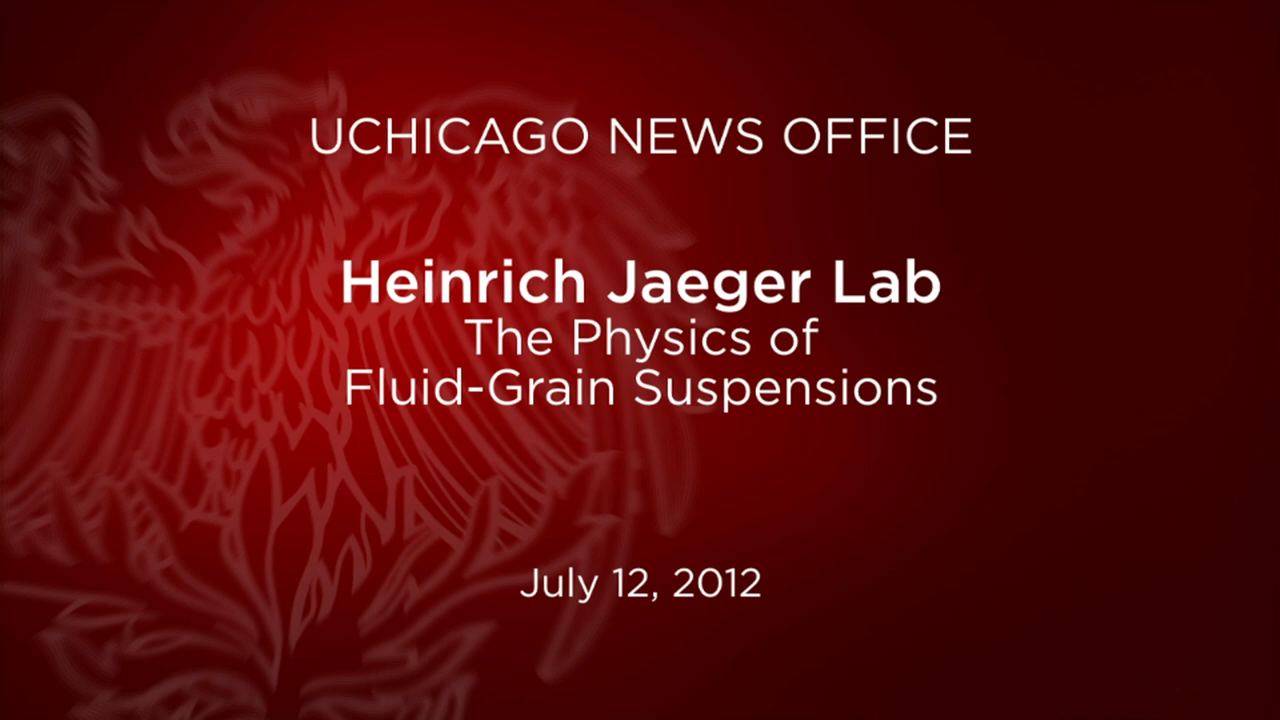 UCHICAGO NEWS OFFICE
Heinrich Jaeger Lab
The Physics of
Fluid-Grain Suspensions
July 12, 2012